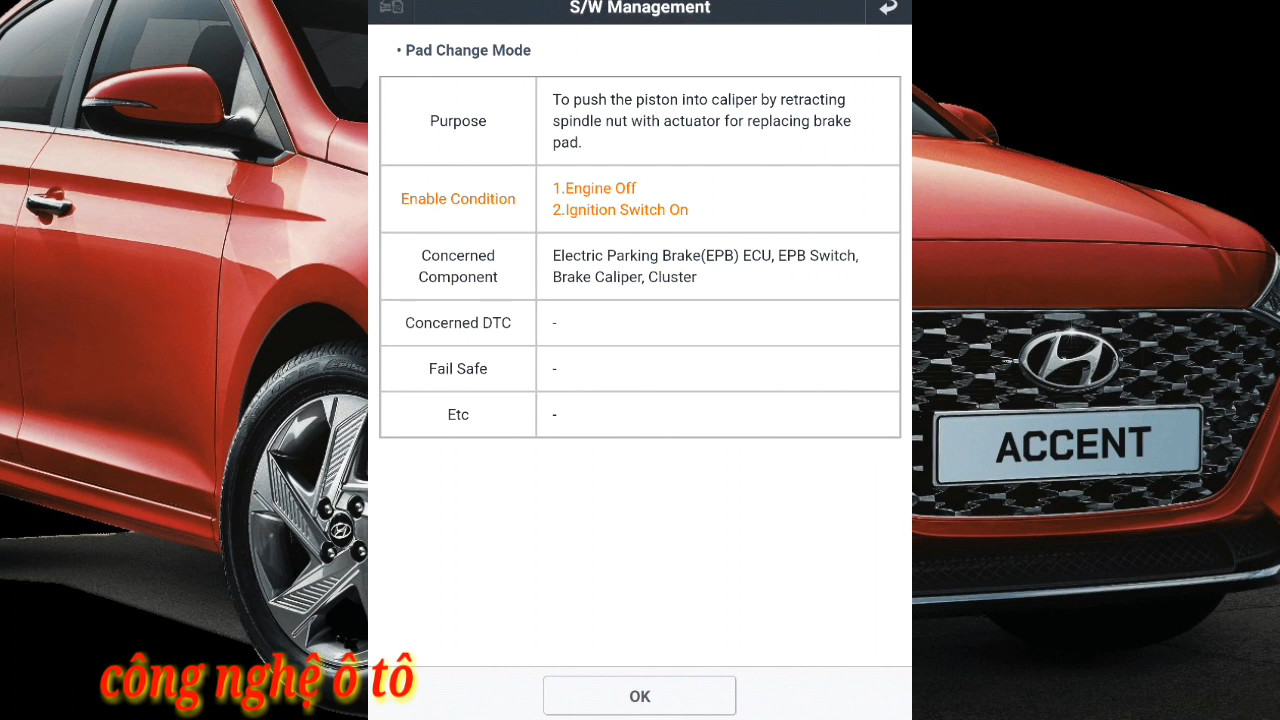 S/W Management
• Pad Change Mode
Purpose
To push the piston into caliper by retracting
spindle nut with actuator for replacing brake
pad.
Enable Condition
1.Engine Off
2.Ignition Switch On
Concerned
Component
Electric Parking Brake(EPB) ECU, EPB Switch,
Brake Caliper, Cluster
Concerned DTC
-
Fail Safe
-
Etc
-
ACCENT
công nghệ ô tô
OK